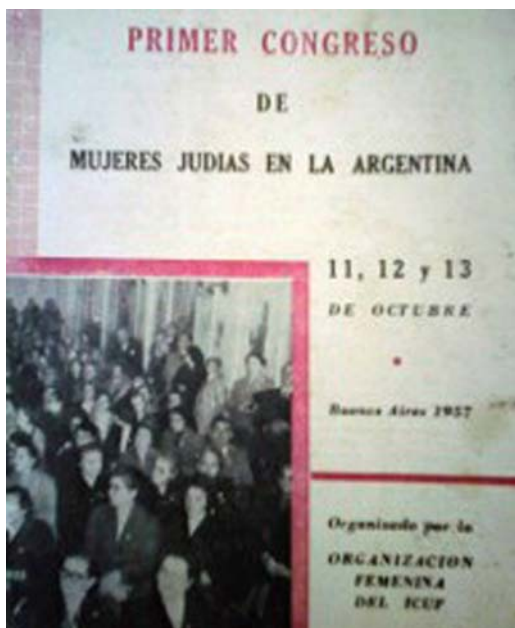 PRIMER CONGRESO
DE
MUJERES JUDIAS EN LA ARGENTINA
11, 12 y 13
DE OCTUBRE
Buenos Aires 1957
Organizado por la
ORGANIZACION
FEMENINA
DEL ICUF